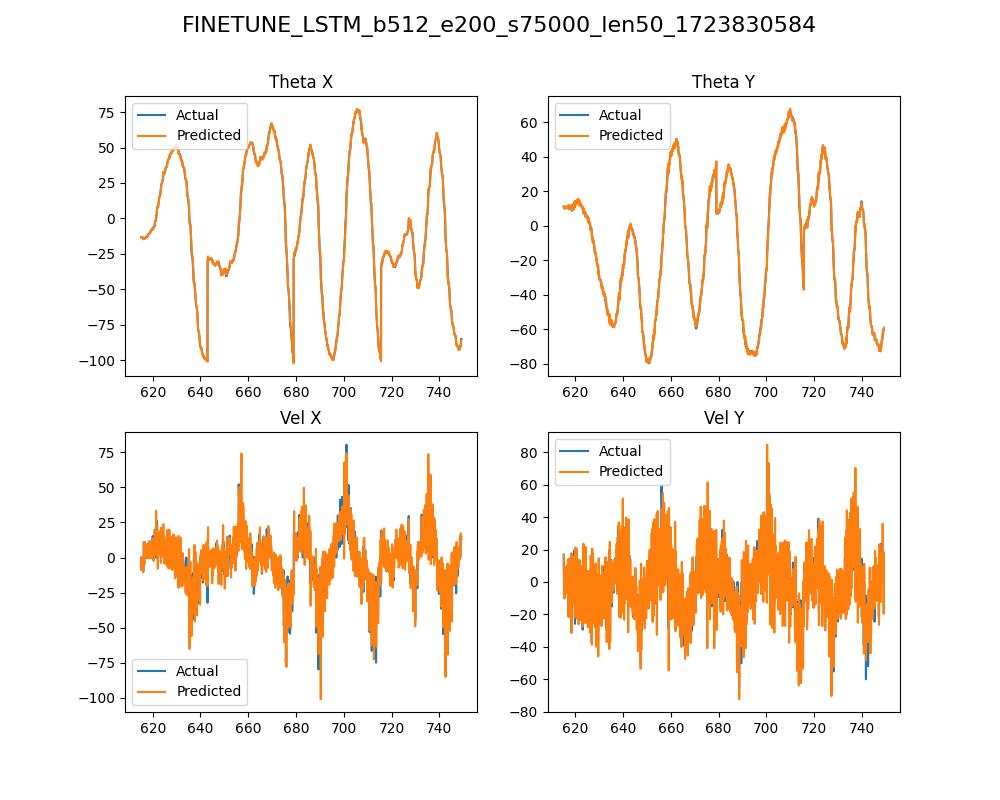 FINETUNE_LSTM_b512_e200_s75000_len50_1723830584
Theta X
75
50
25
0
−25
−50
−75
−100
Actual
Predicted
620 640 660 680 700 720 740
Theta Y
60
40
20
0
−20
−40
−60
−80
Actual
Predicted
620 640 660 680 700 720 740
Vel X
75
50
25
0
−25
−50
−75
−100
Actual
Predicted
620 640 660 680 700 720 740
Vel Y
80
60
40
20
0
−20
−40
−60
−80
Actual
Predicted
620 640 660 680 700 720 740